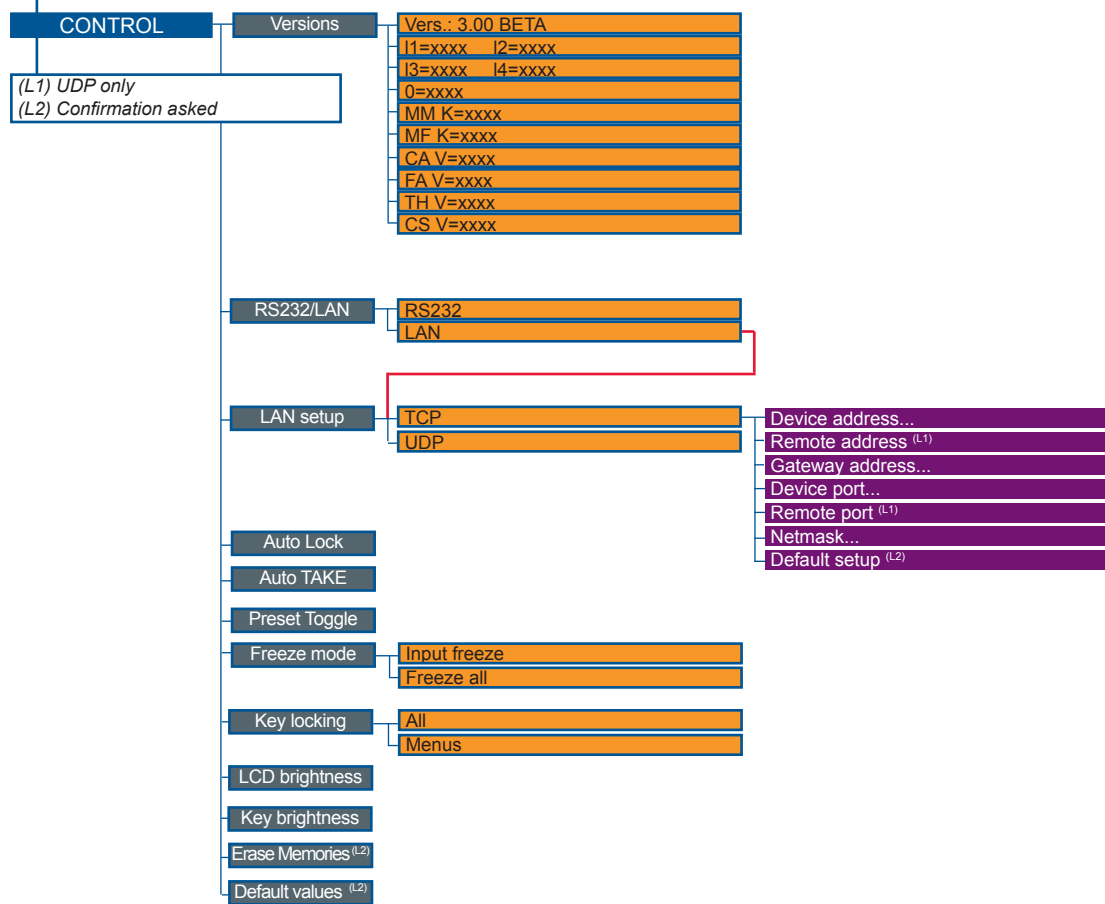 CONTROL
(L1) UDP only
(L2) Confirmation asked
Versions
Vers.: 3.00 BETA
I1=xxxx I2=xxxx
I3=xxxx I4=xxxx
0=xxxx
MM K=xxxx
MF K=xxxx
CA V=xxxx
FA V=xxxx
TH V=xxxx
CS V=xxxx
RS232/LAN
RS232
LAN
LAN setup
TCP
UDP
Device address...
Remote address (L1)
Gateway address...
Device port...
Remote port (L1)
Netmask...
Default setup (L2)
Auto Lock
Auto TAKE
Preset Toggle
Freeze mode
Input freeze
Freeze all
Key locking
All
Menus
LCD brightness
Key brightness
Erase Memories (L2)
Default values (L2)